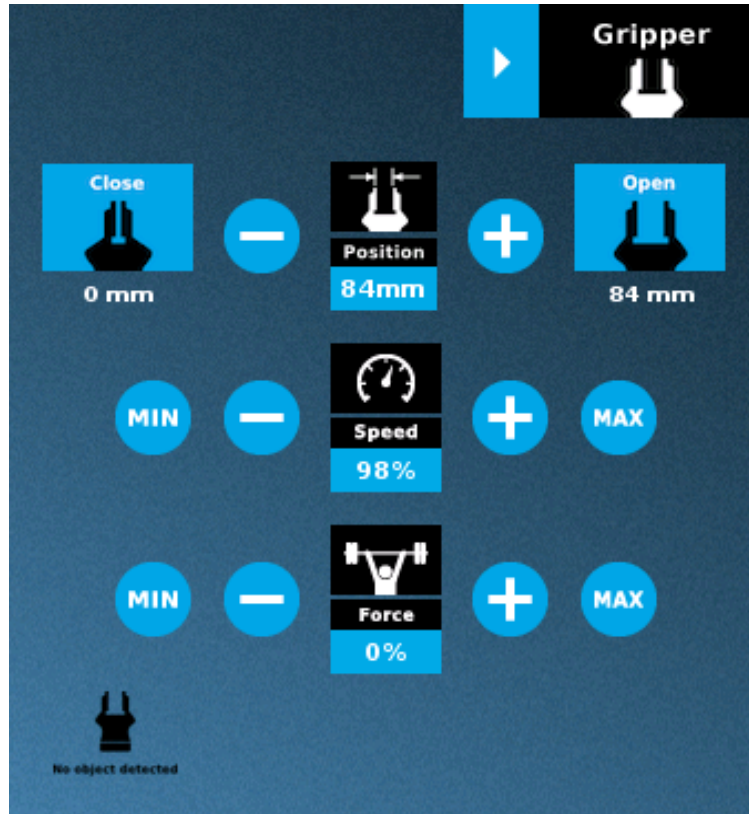 Gripper
Close
Open
Position
84mm
0 mm
84 mm
MIN
MAX
Speed
98%
MIN
MAX
Force
0%
No object detected